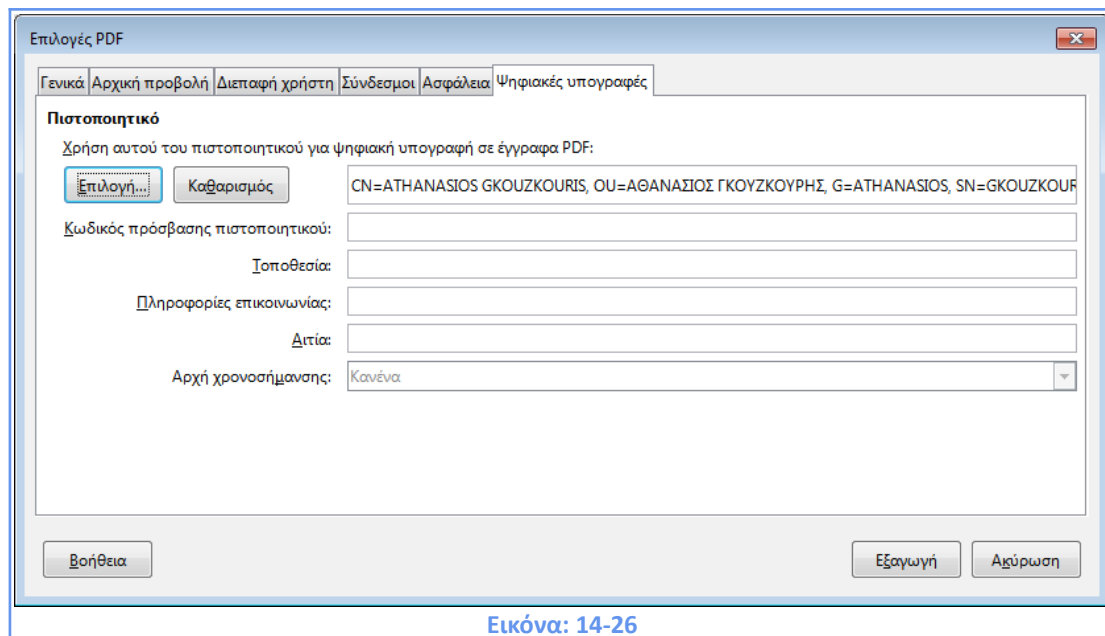 Επιλογές PDF
Γενικά Αρχική προβολή Διεπαφή χρήστη Σύνδεσμοι Ασφάλεια Ψηφιακές υπογραφές
Πιστοποιητικό
Χρήση αυτού του πιστοποιητικού για ψηφιακή υπογραφή σε έγγραφα PDF:
Επιλογή... Καθαρισμός CN=ATHANASIOS GKOUZKOURIS, OU=ΑΘΑΝΑΣΙΟΣ ΓΚΟΥΖΚΟΥΡΗΣ, G=ATHANASIOS, SN=GKOUZKOUR
Κωδικός πρόσβασης πιστοποιητικού:
Τοποθεσία:
Πληροφορίες επικοινωνίας:
Αιτία:
Αρχή χρονοσήμανσης: Κανένα
Βοήθεια Εξαγωγή Ακύρωση
Εικόνα: 14-26